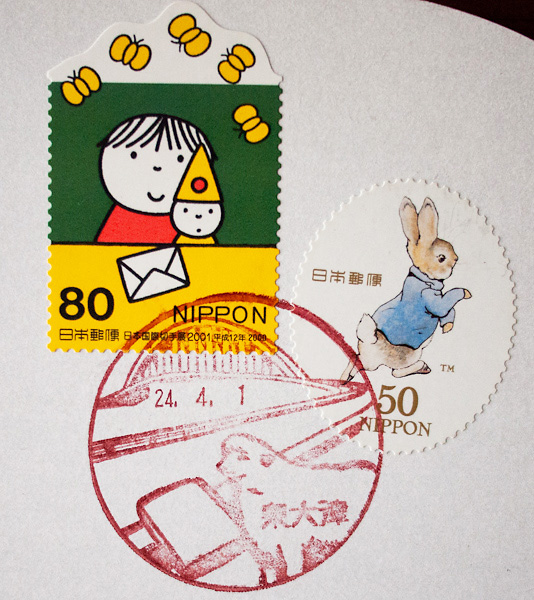 80 NIPPON
日本郵便 日本国際切手展2001 平成12年 2000
日本郵便
TM
50
NIPPON
24. 4. 1
東大津